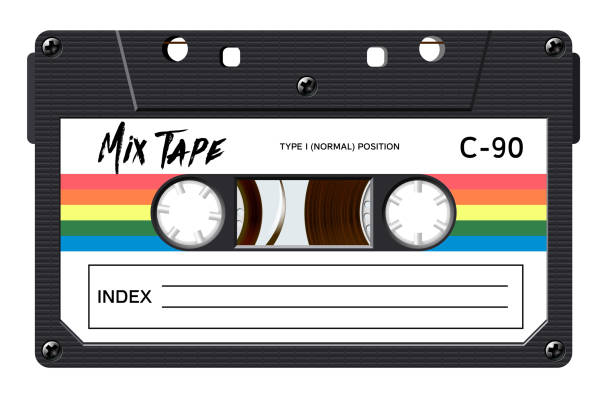 Mix Tape
TYPE I (NORMAL) POSITION
C-90
INDEX